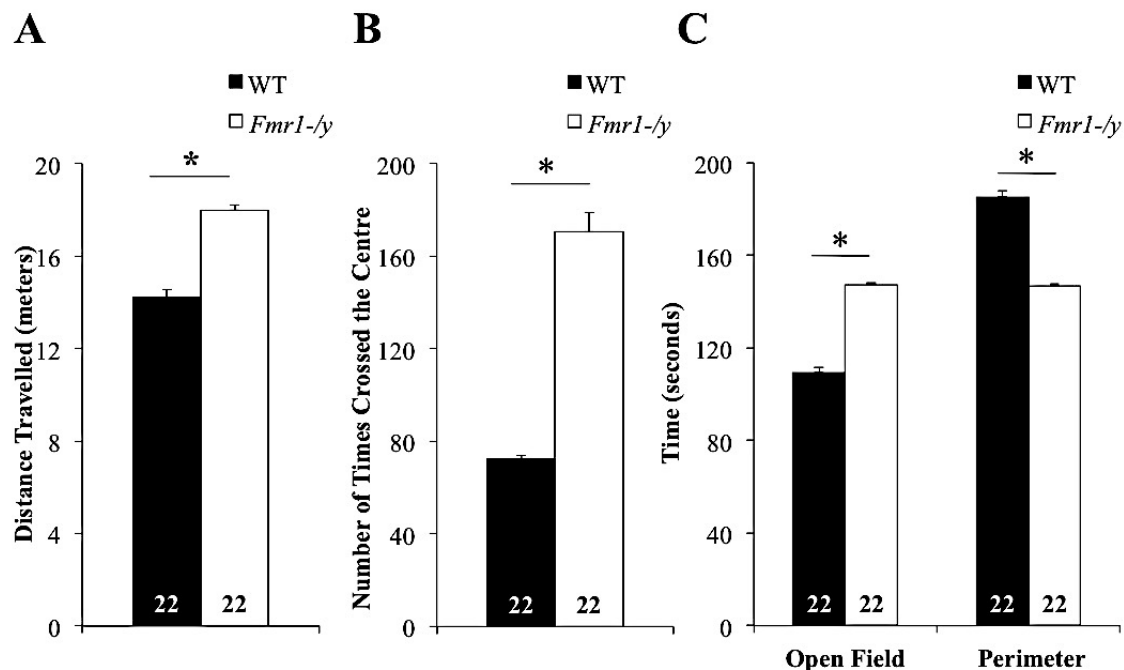 A
WT
Fmr1-/y
*
20
16
12
8
4
0
Distance Travelled (meters)
22
22
B
WT
Fmr1-/y
*
200
160
120
80
40
0
Number of Times Crossed the Centre
22
22
C
WT
Fmr1-/y
*
*
200
160
120
80
40
0
Time (seconds)
22
22
22
22
Open Field
Perimeter